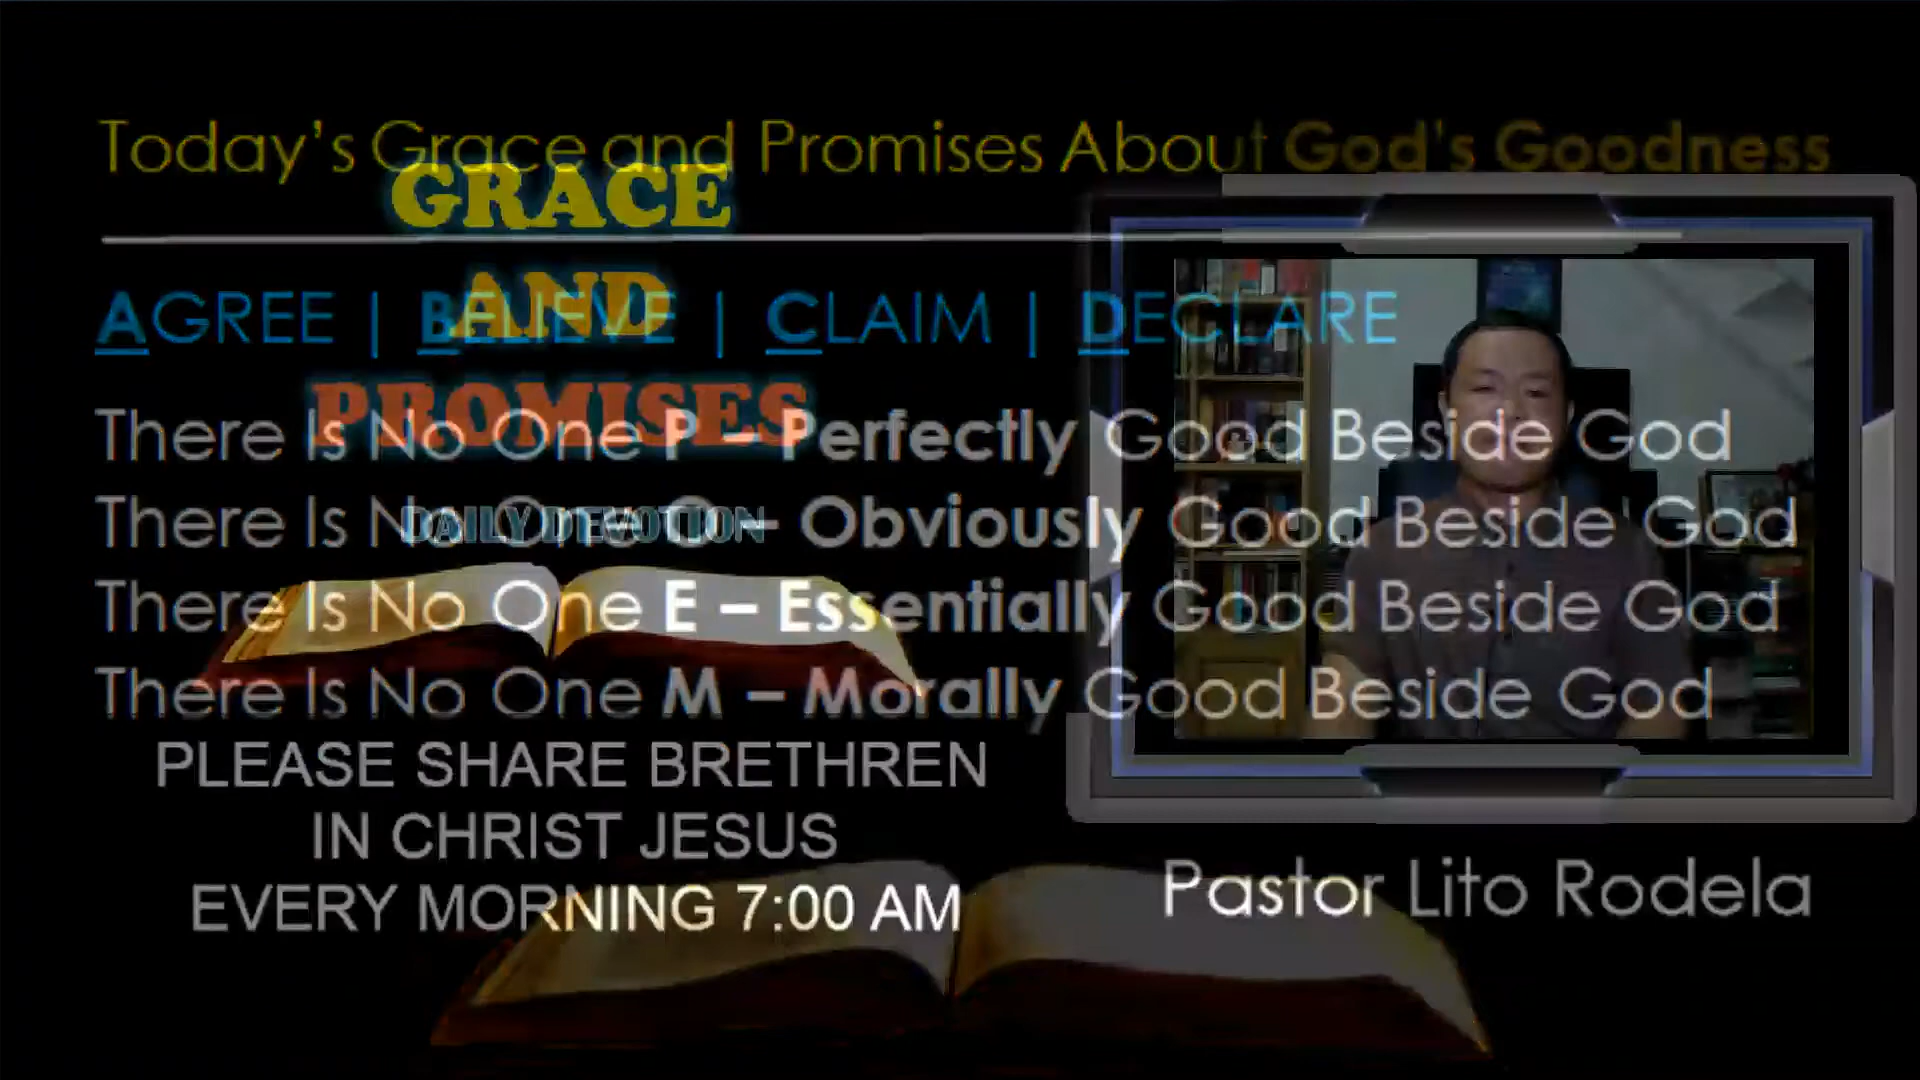 Today's Grace and Promises About God's Goodness
GRACE
AND
PROMISES
DAILY DEVOTION
AGREE | BELIEVE | CLAIM | DECLARE
There Is No One P – Perfectly Good Beside God
There Is No One O – Obviously Good Beside God
There Is No One E – Essentially Good Beside God
There Is No One M – Morally Good Beside God
PLEASE SHARE BRETHREN
IN CHRIST JESUS
EVERY MORNING 7:00 AM
Pastor Lito Rodela